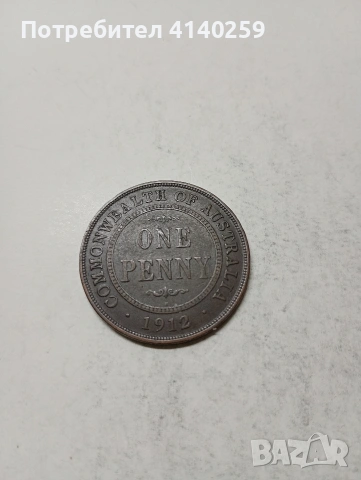 Потребител 4140259
COMMONWEALTH OF AUSTRALIA
ONE
PENNY
· 1912 ·
BAZAR